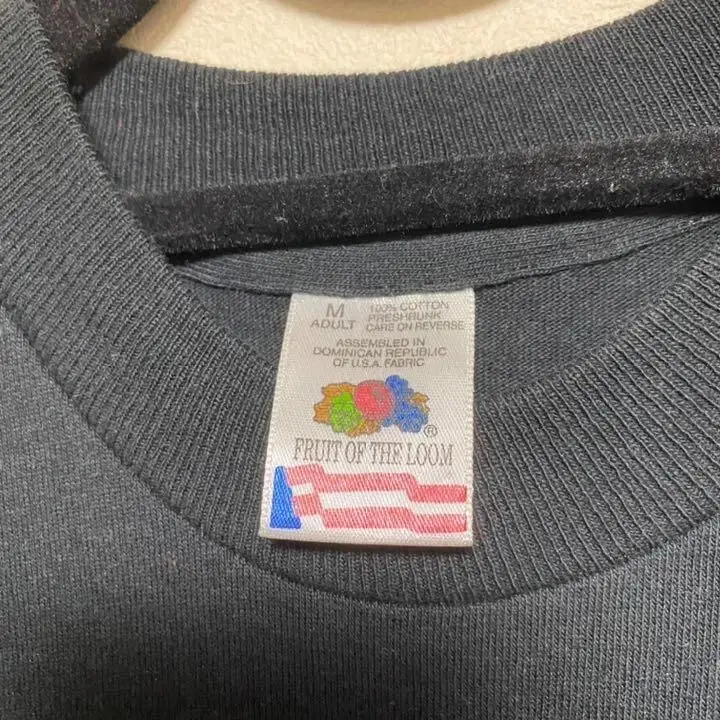 M
ADULT
100% COTTON
PRESHRUNK
CARE ON REVERSE
ASSEMBLED IN
DOMINICAN REPUBLIC
OF U.S.A. FABRIC
®
FRUIT OF THE LOOM